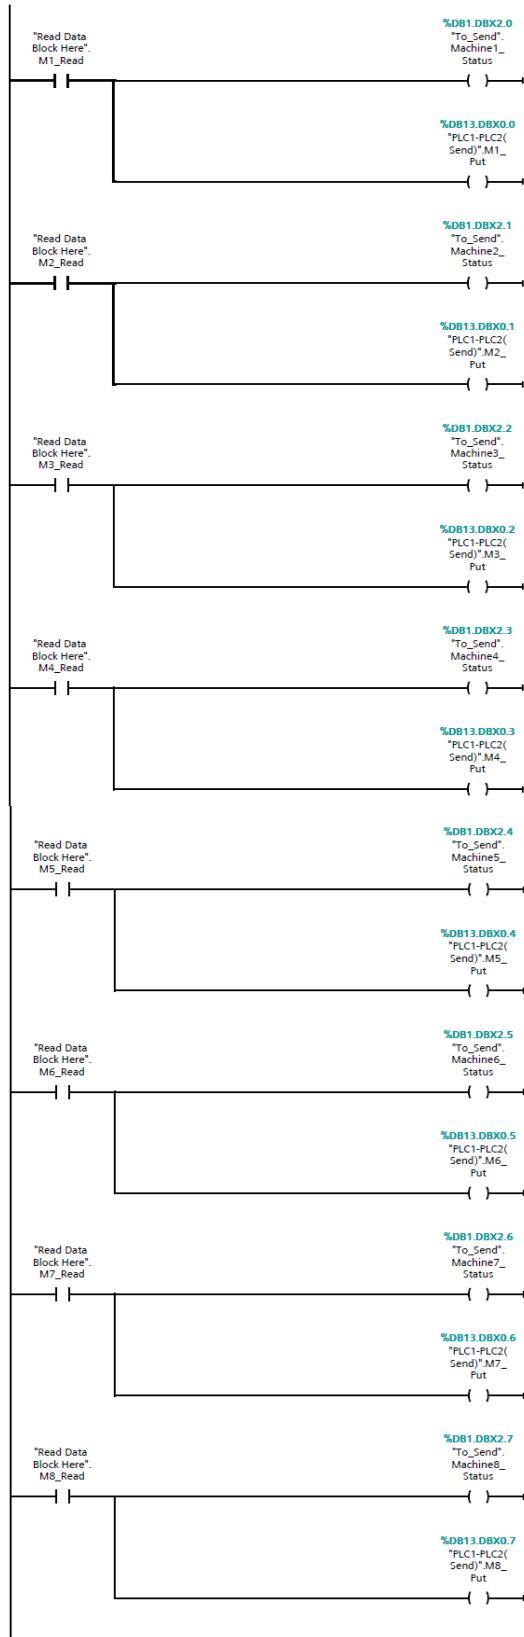 %DB1.DBX2.0
"Read Data
Block Here".
M1_Read
"To_Send".
Machine1_
Status
%DB13.DBX0.0
"PLC1-PLC2(
Send)".M1_
Put
%DB1.DBX2.1
"Read Data
Block Here".
M2_Read
"To_Send".
Machine2_
Status
%DB13.DBX0.1
"PLC1-PLC2(
Send)".M2_
Put
%DB1.DBX2.2
"Read Data
Block Here".
M3_Read
"To_Send".
Machine3_
Status
%DB13.DBX0.2
"PLC1-PLC2(
Send)".M3_
Put
%DB1.DBX2.3
"Read Data
Block Here".
M4_Read
"To_Send".
Machine4_
Status
%DB13.DBX0.3
"PLC1-PLC2(
Send)".M4_
Put
%DB1.DBX2.4
"Read Data
Block Here".
M5_Read
"To_Send".
Machine5_
Status
%DB13.DBX0.4
"PLC1-PLC2(
Send)".M5_
Put
%DB1.DBX2.5
"Read Data
Block Here".
M6_Read
"To_Send".
Machine6_
Status
%DB13.DBX0.5
"PLC1-PLC2(
Send)".M6_
Put
%DB1.DBX2.6
"Read Data
Block Here".
M7_Read
"To_Send".
Machine7_
Status
%DB13.DBX0.6
"PLC1-PLC2(
Send)".M7_
Put
%DB1.DBX2.7
"Read Data
Block Here".
M8_Read
"To_Send".
Machine8_
Status
%DB13.DBX0.7
"PLC1-PLC2(
Send)".M8_
Put